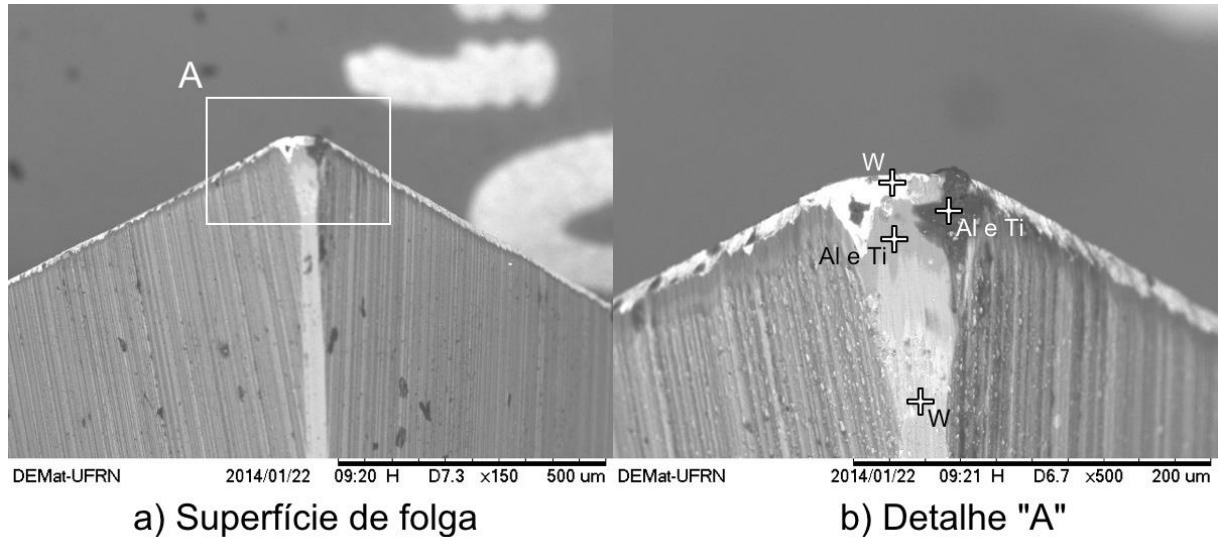 A
W
Al e Ti
Al e Ti
W
DEMat-UFRN 2014/01/22 09:20 H D7.3 x150 500 um
DEMat-UFRN 2014/01/22 09:21 H D6.7 x500 200 um
a) Superfície de folga
b) Detalhe "A"